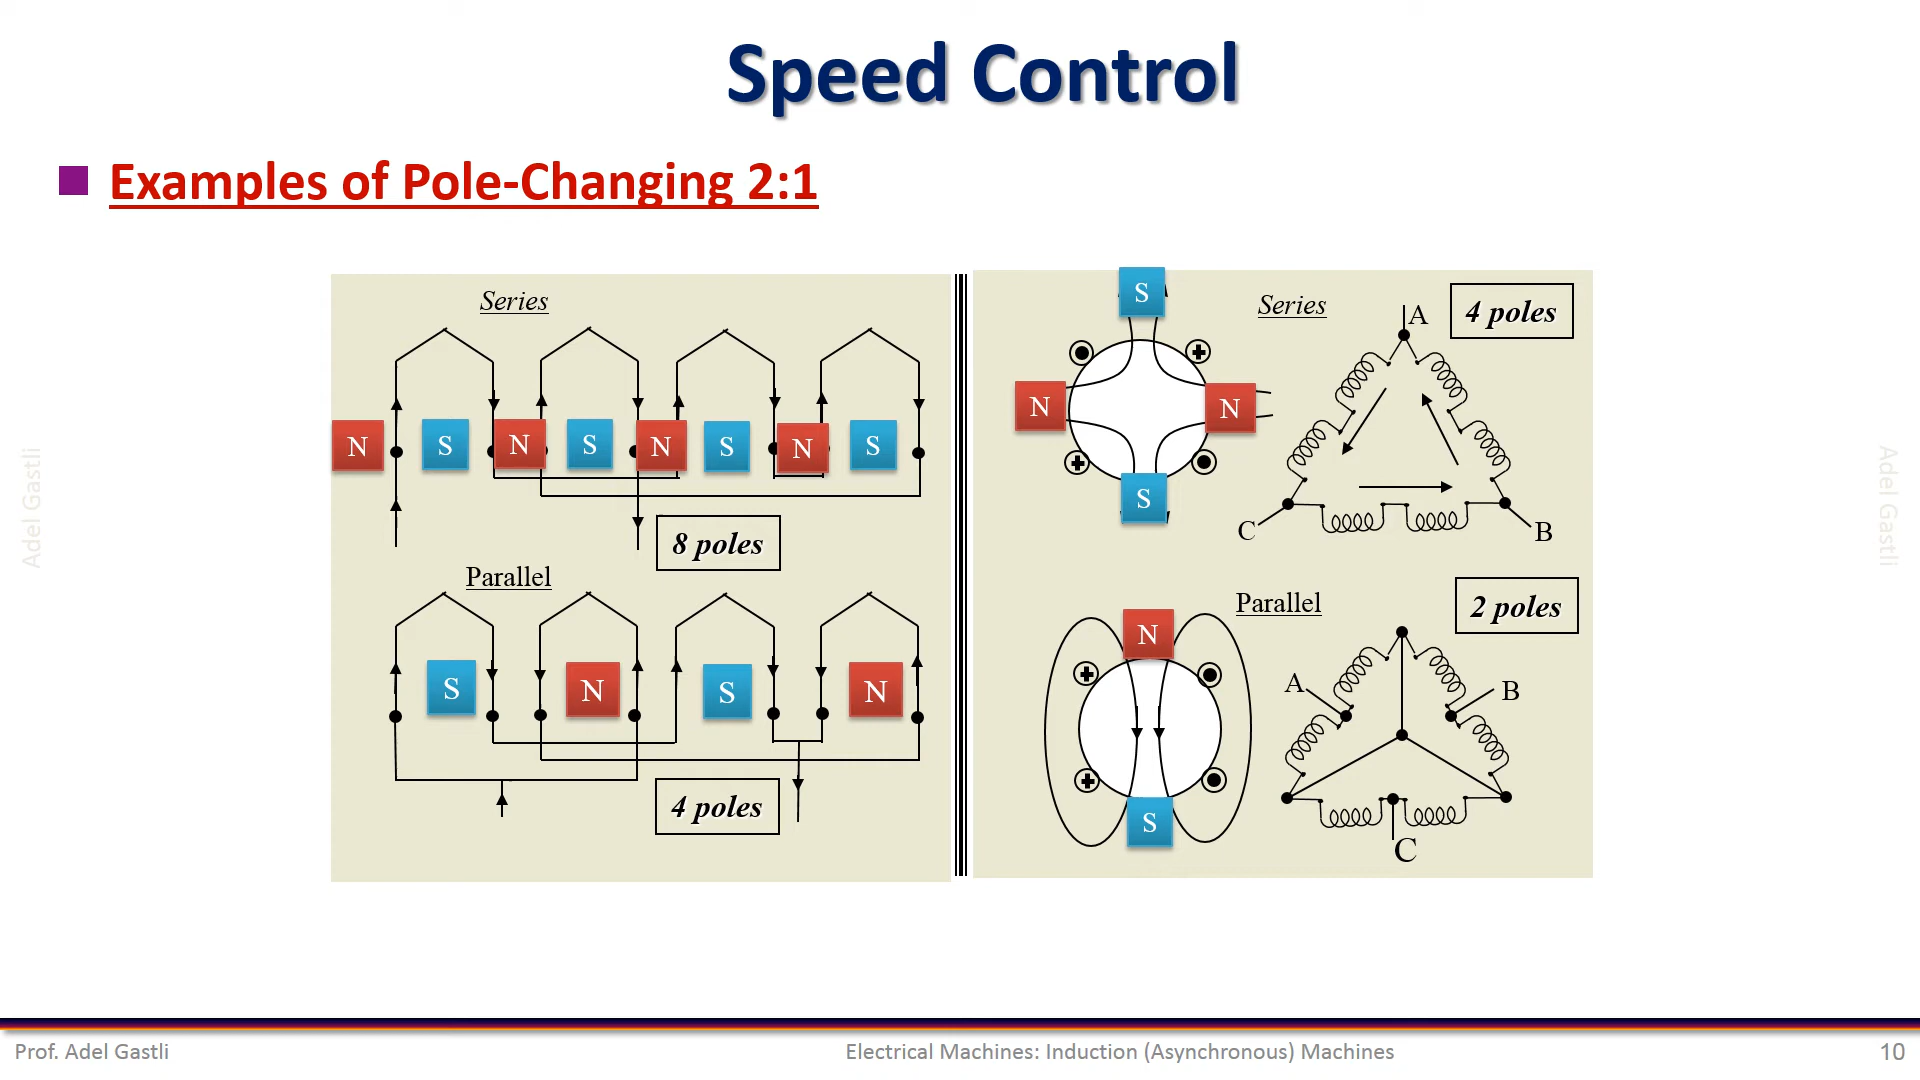 Speed Control
Examples of Pole-Changing 2:1
Series
N S N S N S N S
8 poles
Parallel
S N S N
4 poles
S
Series
4 poles
A
N N
S
C B
Parallel
2 poles
N
A B
S
C
Adel Gastli
Adel Gastli
Prof. Adel Gastli
Electrical Machines: Induction (Asynchronous) Machines
10